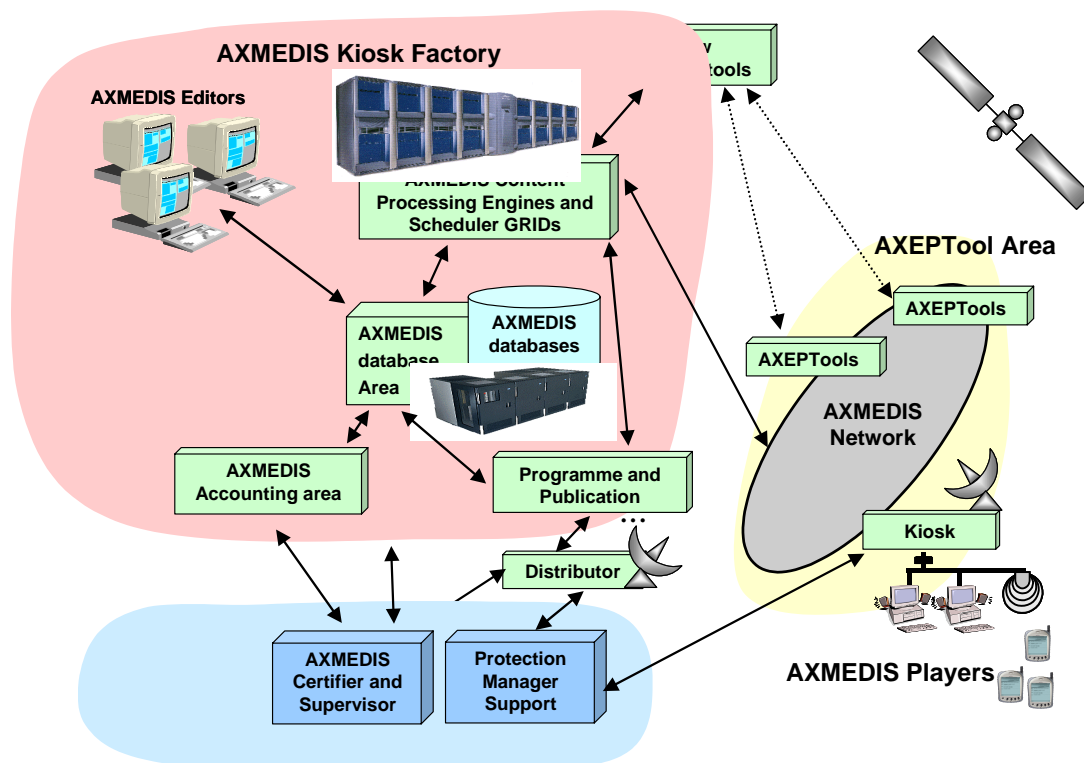 AXMEDIS Kiosk Factory
AXMEDIS Editors
tools
AXMEDIS Content
Processing Engines and
Scheduler GRIDs
AXEPTool Area
AXEPTools
AXEPTools
AXMEDIS
database
Area
AXMEDIS
databases
AXMEDIS
Network
AXMEDIS
Accounting area
Programme and
Publication
...
Kiosk
Distributor
AXMEDIS
Certifier and
Supervisor
Protection
Manager
Support
AXMEDIS Players